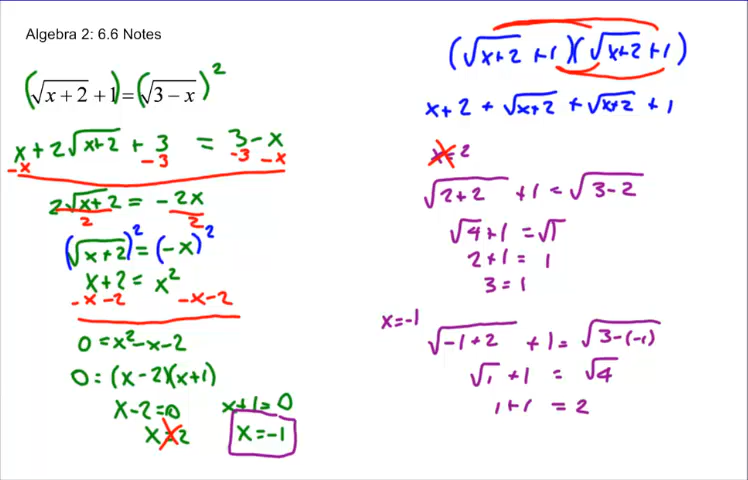 Algebra 2: 6.6 Notes
(√x+2 +1) = (√3−x)²
x + 2√x+2 + 3 = 3 − x
−x −3 −3 −x
2√x+2 = −2x
2 2
(√x+2)² = (−x)²
x+2 = x²
−x −2 −x −2
0 = x²−x−2
0 = (x−2)(x+1)
x−2=0 x+1=0
x=2 x=−1
(√x+2 +1)(√x+2 +1)
x+2 + √x+2 + √x+2 + 1
x=2
√2+2 +1 = √3−2
√4+1 = √1
2+1 = 1
3 = 1
x=−1
√−1+2 +1 = √3−(−1)
√1 +1 = √4
1+1 = 2